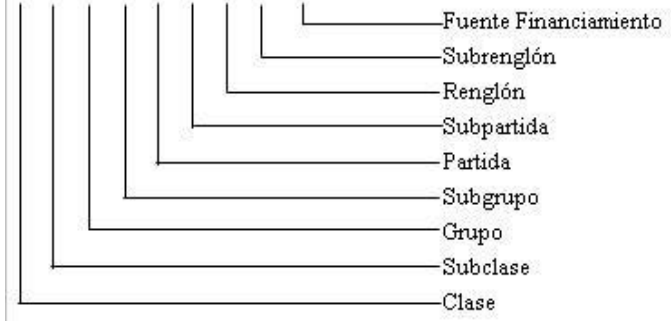 Fuente Financiamiento
Subrenglón
Renglón
Subpartida
Partida
Subgrupo
Grupo
Subclase
Clase